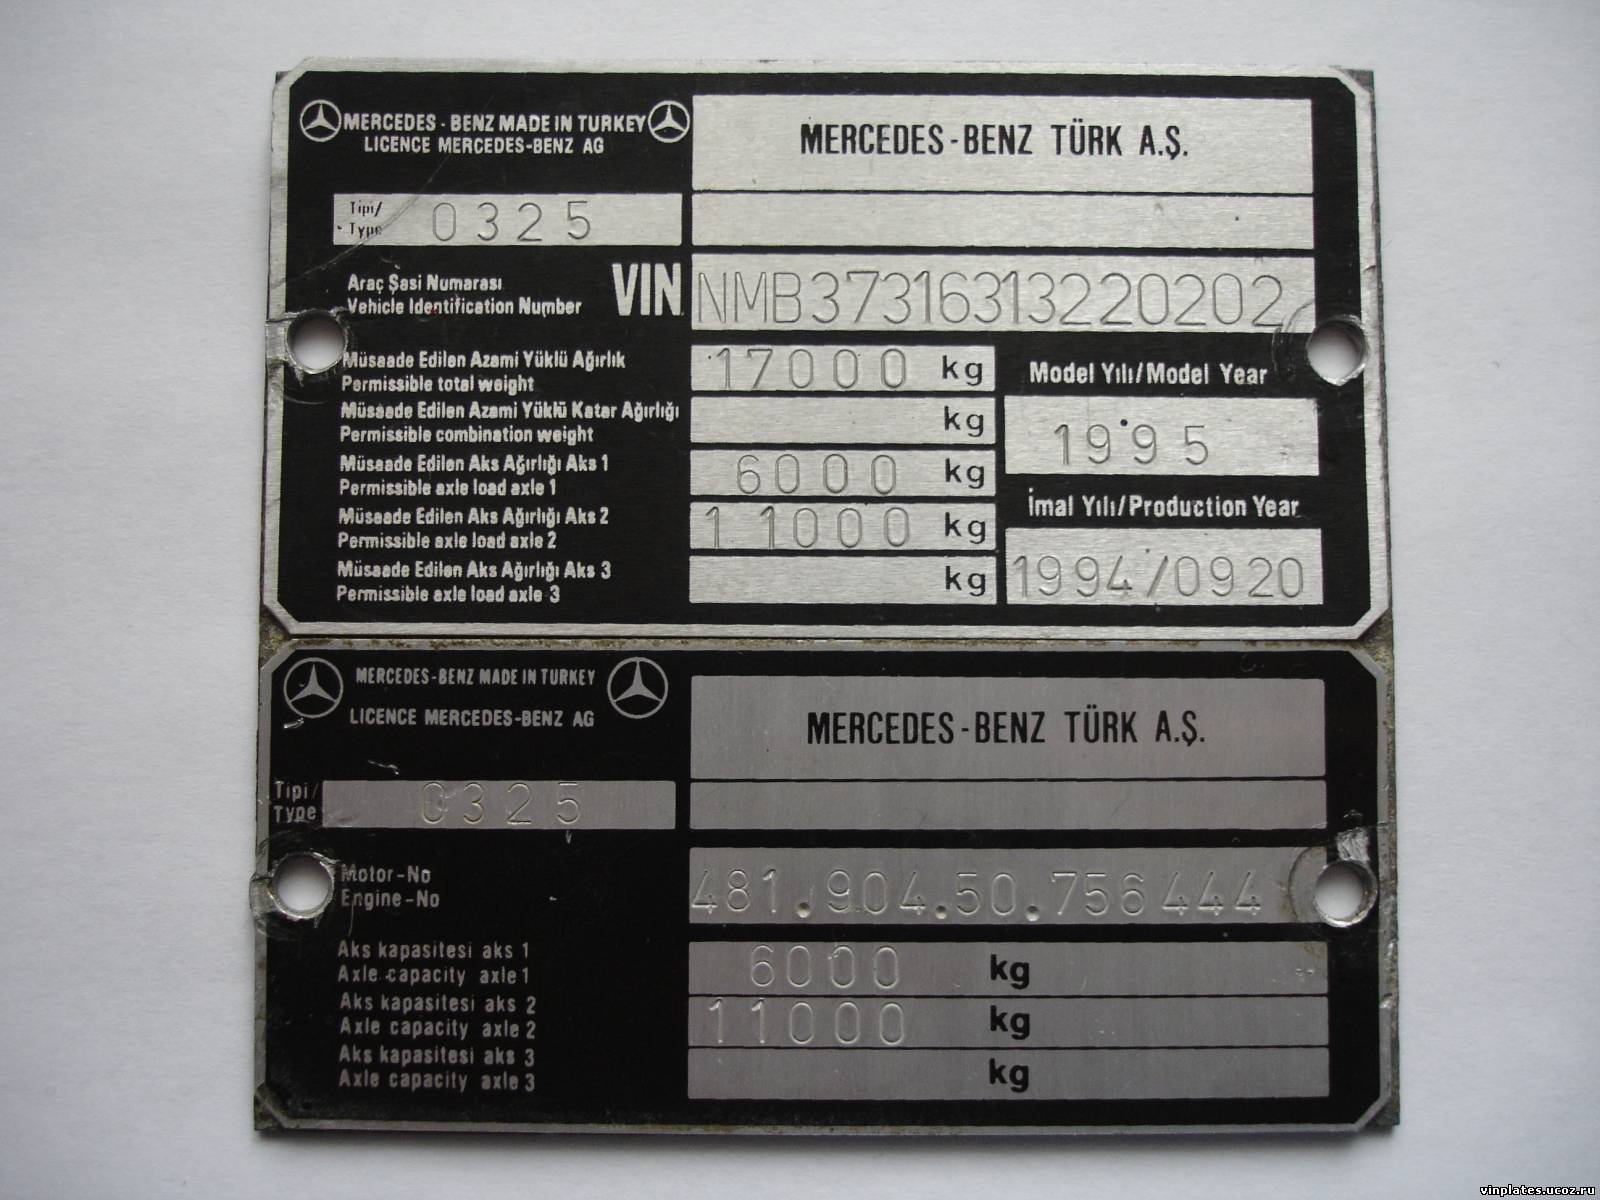 MERCEDES - BENZ MADE IN TURKEY
LICENCE MERCEDES-BENZ AG
MERCEDES-BENZ TÜRK A.Ş.
Tipi/
Type
0325
Araç Şasi Numarası
Vehicle Identification Number
VIN
NMB37316313220202
Müsaade Edilen Azami Yüklü Ağırlık
Permissible total weight
17000 kg
Müsaade Edilen Azami Yüklü Katar Ağırlığı
Permissible combination weight
kg
Müsaade Edilen Aks Ağırlığı Aks 1
Permissible axle load axle 1
6000 kg
Müsaade Edilen Aks Ağırlığı Aks 2
Permissible axle load axle 2
11000 kg
Müsaade Edilen Aks Ağırlığı Aks 3
Permissible axle load axle 3
kg
Model Yılı/Model Year
1995
İmal Yılı/Production Year
1994/0920
MERCEDES-BENZ MADE IN TURKEY
LICENCE MERCEDES-BENZ AG
MERCEDES-BENZ TÜRK A.Ş.
Tipi/
Type
0325
Motor-No
Engine-No
481.904.50.756444
Aks kapasitesi aks 1
Axle capacity axle 1
6000 kg
Aks kapasitesi aks 2
Axle capacity axle 2
11000 kg
Aks kapasitesi aks 3
Axle capacity axle 3
kg
vinplates.ucoz.ru